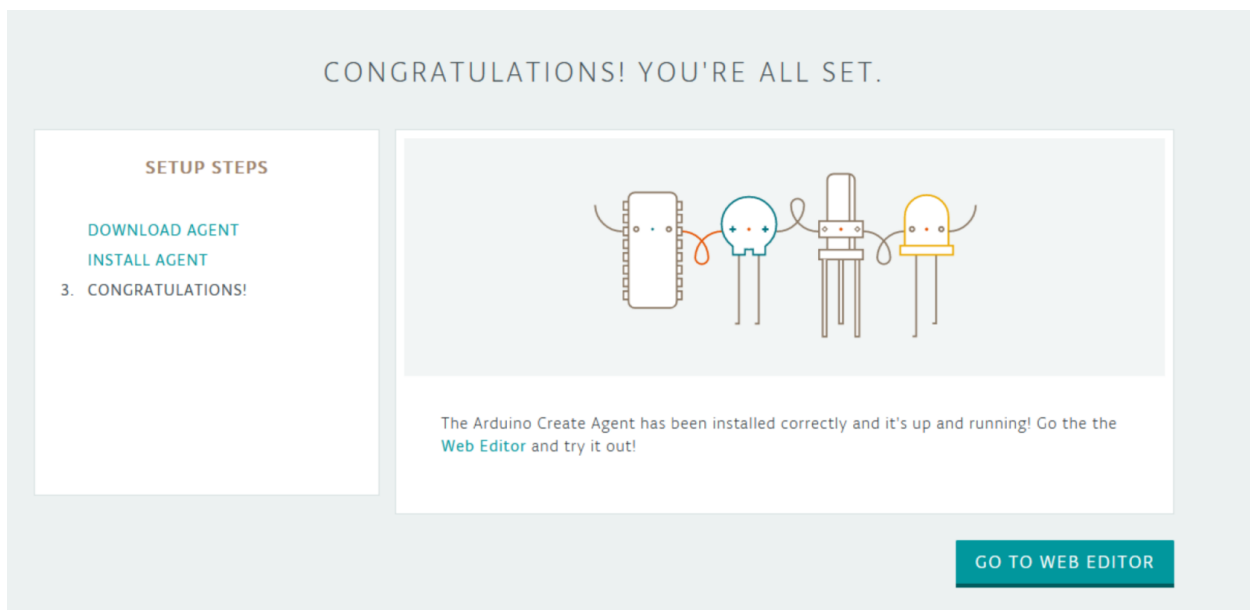 CONGRATULATIONS! YOU'RE ALL SET.
SETUP STEPS
DOWNLOAD AGENT
INSTALL AGENT
3. CONGRATULATIONS!
The Arduino Create Agent has been installed correctly and it's up and running! Go the the
Web Editor and try it out!
GO TO WEB EDITOR